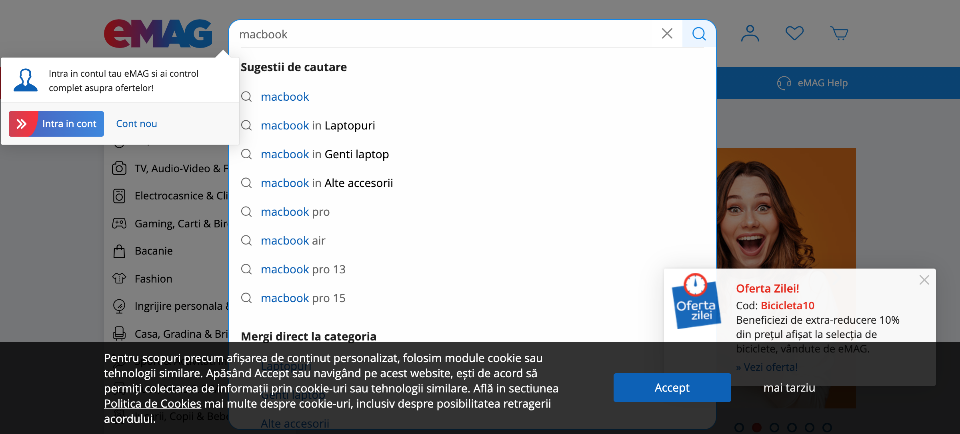 eMAG
macbook
Intra in contul tau eMAG si ai control
complet asupra ofertelor!
Intra in cont
Cont nou
eMAG Help
Sugestii de cautare
macbook
macbook in Laptopuri
macbook in Genti laptop
macbook in Alte accesorii
macbook pro
macbook air
macbook pro 13
macbook pro 15
Mergi direct la categoria
Laptopuri
Genti laptop
Alte accesorii
TV, Audio-Video & F
Electrocasnice & Cli
Gaming, Carti & Bir
Bacanie
Fashion
Ingrijire personala &
Casa, Gradina & Bri
Jucarii, Copii & Bebe
Oferta
zilei
Oferta Zilei!
Cod: Bicicleta10
Beneficiezi de extra-reducere 10%
din prețul afișat la selecția de
biciclete, vândute de eMAG.
» Vezi oferta!
Pentru scopuri precum afișarea de conținut personalizat, folosim module cookie sau
tehnologii similare. Apăsând Accept sau navigând pe acest website, ești de acord să
permiți colectarea de informații prin cookie-uri sau tehnologii similare. Află in sectiunea
Politica de Cookies mai multe despre cookie-uri, inclusiv despre posibilitatea retragerii
acordului.
Accept
mai tarziu